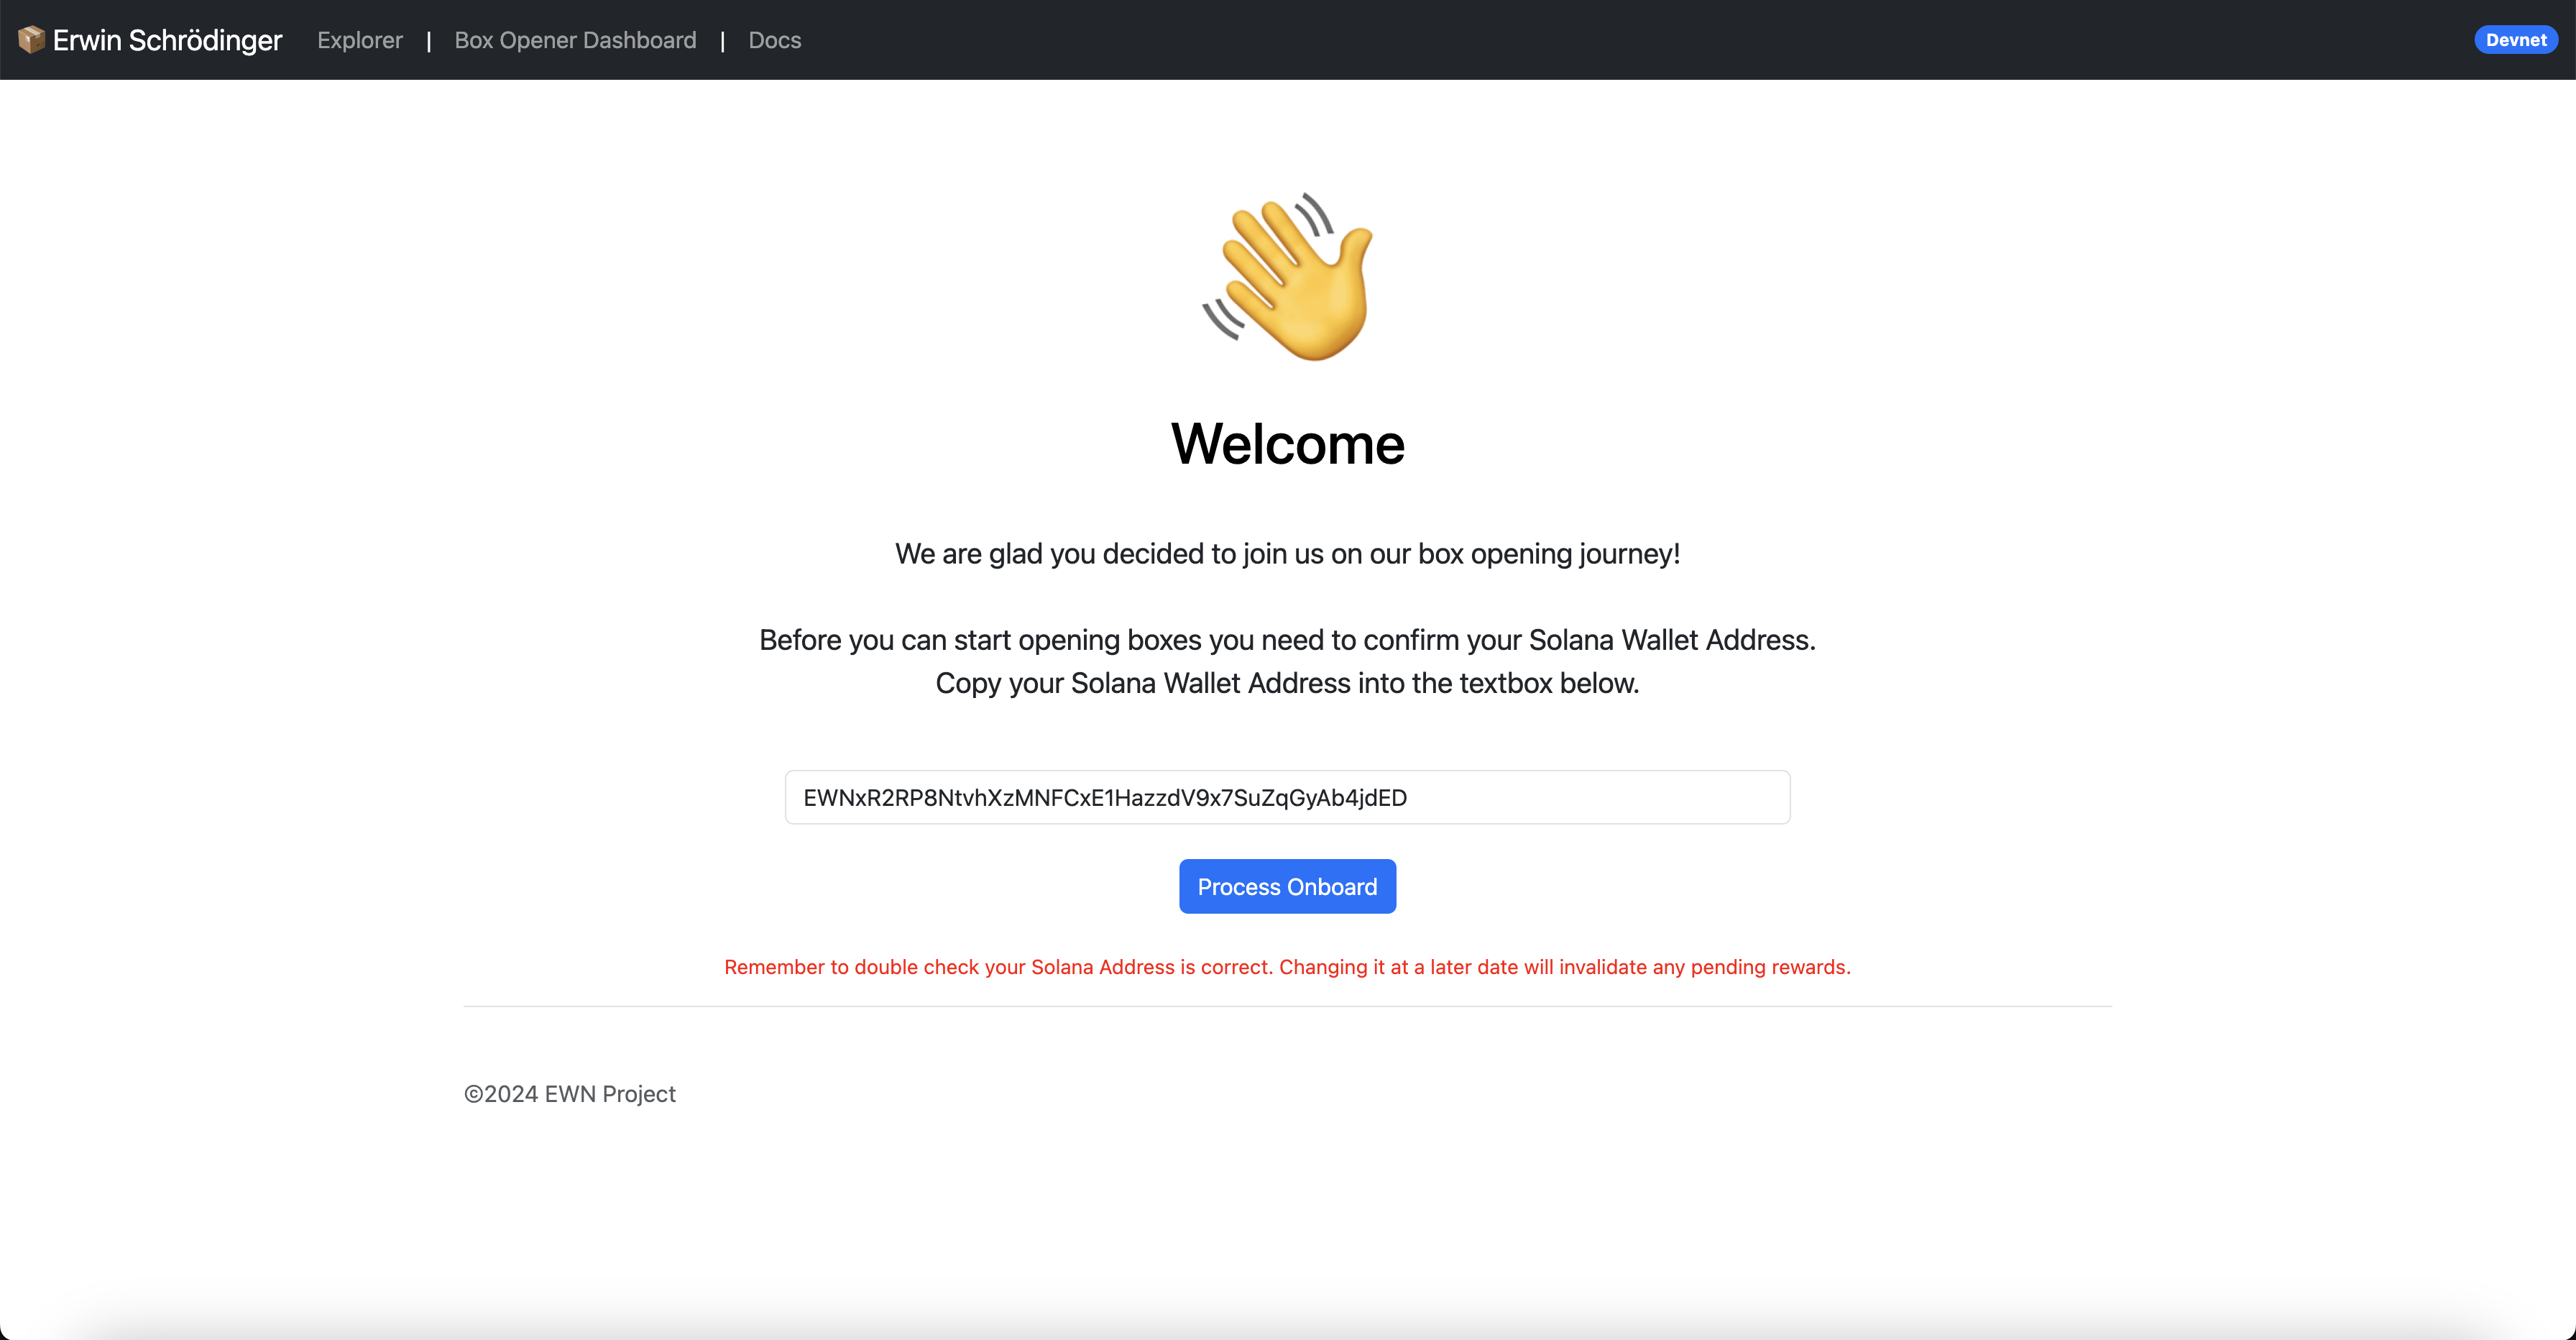 Erwin Schrödinger Explorer | Box Opener Dashboard | Docs Devnet
Welcome
We are glad you decided to join us on our box opening journey!
Before you can start opening boxes you need to confirm your Solana Wallet Address.
Copy your Solana Wallet Address into the textbox below.
EWNxR2RP8NtvhXzMNFCxE1HazzdV9x7SuZqGyAb4jdED
Process Onboard
Remember to double check your Solana Address is correct. Changing it at a later date will invalidate any pending rewards.
©2024 EWN Project